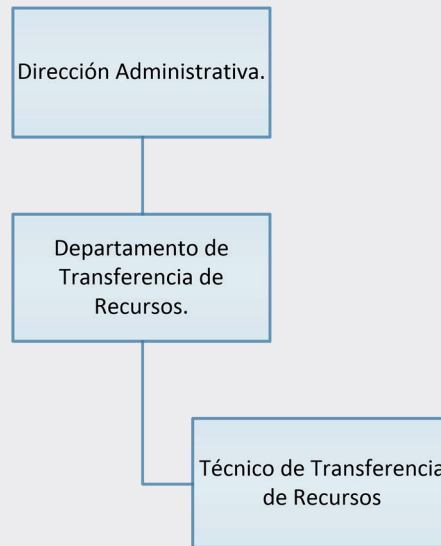 Dirección Administrativa.
Departamento de
Transferencia de
Recursos.
Técnico de Transferencia
de Recursos